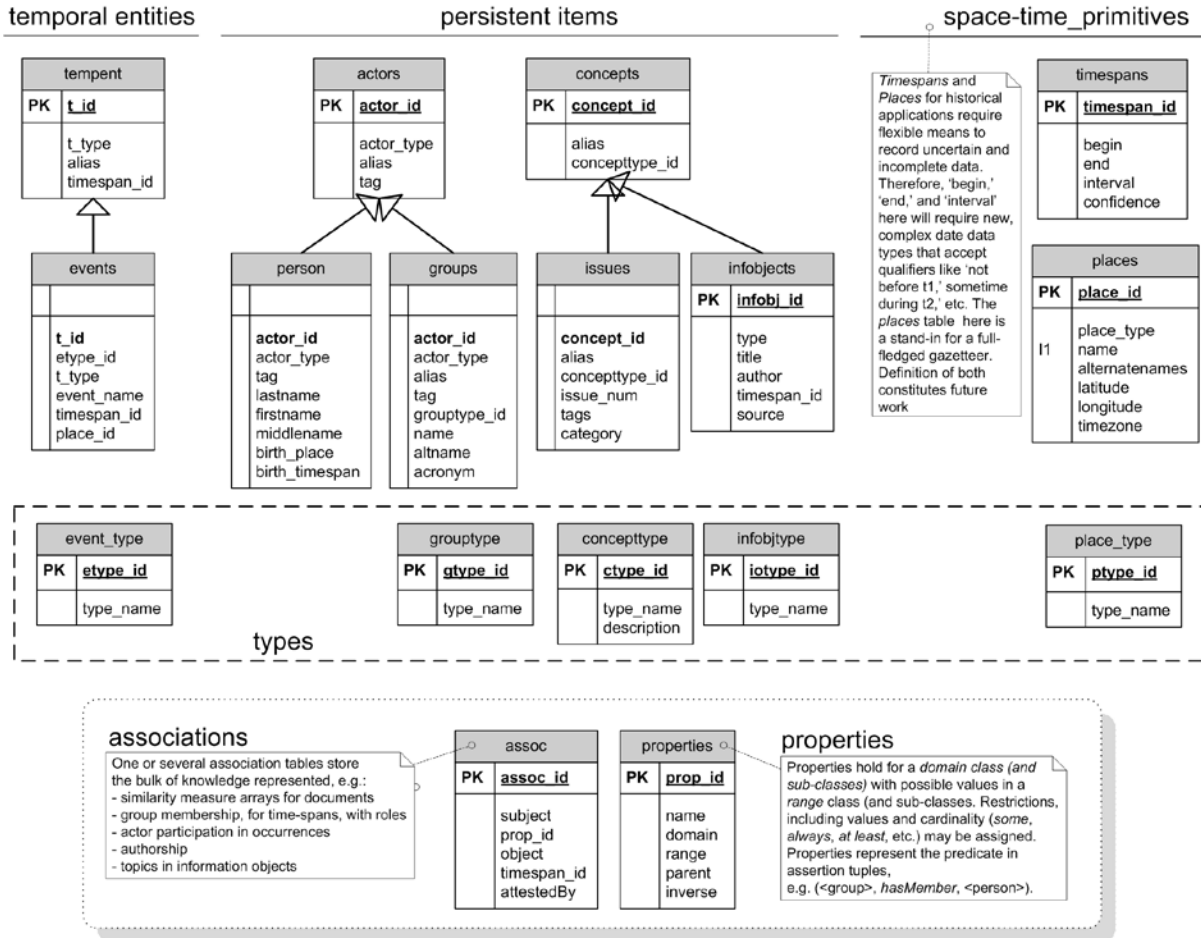 temporal entities
persistent items
space-time_primitives
tempent
PK t_id
t_type
alias
timespan_id
actors
PK actor_id
actor_type
alias
tag
concepts
PK concept_id
alias
concepttype_id
Timespans and
Places for historical
applications require
flexible means to
record uncertain and
incomplete data.
Therefore, ‘begin,’
‘end,’ and ‘interval’
here will require new,
complex date data
types that accept
qualifiers like ‘not
before t1,’ sometime
during t2,’ etc. The
places table here is
a stand-in for a full-
fledged gazetteer.
Definition of both
constitutes future
work
timespans
PK timespan_id
begin
end
interval
confidence
events
t_id
etype_id
t_type
event_name
timespan_id
place_id
person
actor_id
actor_type
tag
lastname
firstname
middlename
birth_place
birth_timespan
groups
actor_id
actor_type
alias
tag
grouptype_id
name
altname
acronym
issues
concept_id
alias
concepttype_id
issue_num
tags
category
infobjects
PK infobj_id
type
title
author
timespan_id
source
places
PK place_id
place_type
I1 name
alternatenames
latitude
longitude
timezone
event_type
PK etype_id
type_name
grouptype
PK gtype_id
type_name
concepttype
PK ctype_id
type_name
description
infobjtype
PK iotype_id
type_name
place_type
PK ptype_id
type_name
types
associations
One or several association tables store
the bulk of knowledge represented, e.g.:
- similarity measure arrays for documents
- group membership, for time-spans, with roles
- actor participation in occurrences
- authorship
- topics in information objects
assoc
PK assoc_id
subject
prop_id
object
timespan_id
attestedBy
properties
PK prop_id
name
domain
range
parent
inverse
properties
Properties hold for a domain class (and
sub-classes) with possible values in a
range class (and sub-classes. Restrictions,
including values and cardinality (some,
always, at least, etc.) may be assigned.
Properties represent the predicate in
assertion tuples,
e.g. (<group>, hasMember, <person>).